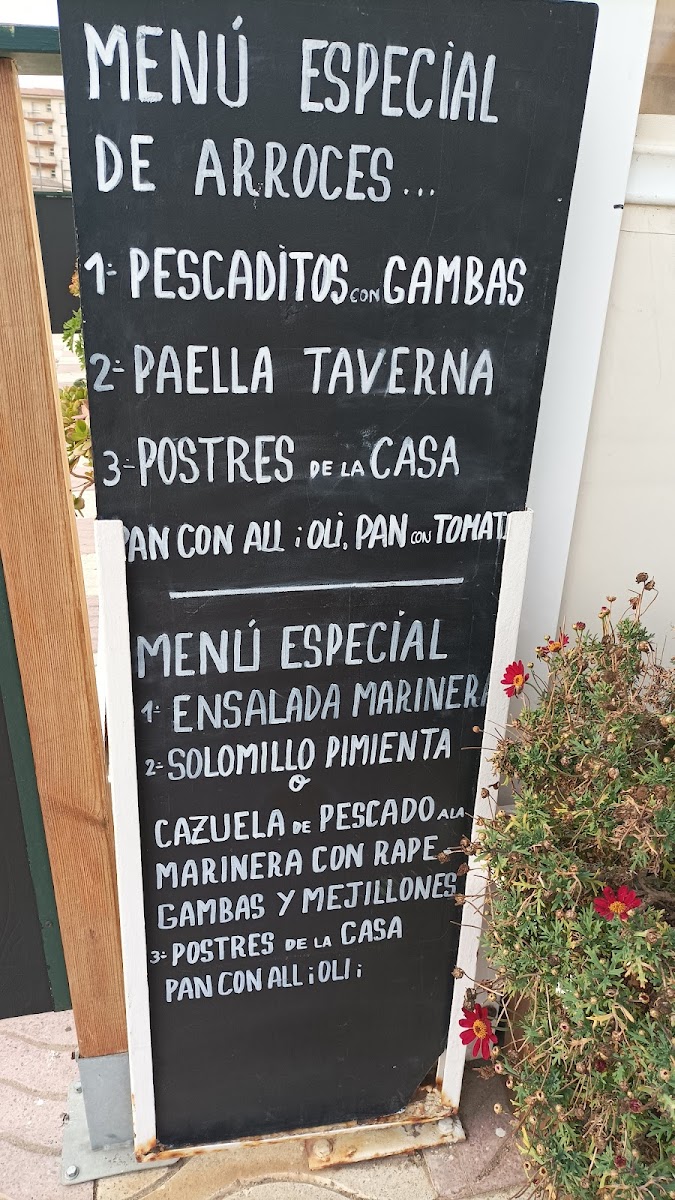 MENÚ ESPECIAL
DE ARROCES...
1- PESCADITOS CON GAMBAS
2- PAELLA TAVERNA
3- POSTRES DE LA CASA
PAN CON ALL i OLi, PAN CON TOMAT
MENÚ ESPECIAL
1- ENSALADA MARINERA
2- SOLOMILLO PIMIENTA
O
CAZUELA DE PESCADO A LA
MARINERA CON RAPE
GAMBAS Y MEJILLONES
3- POSTRES DE LA CASA
PAN CON ALL i OLI i